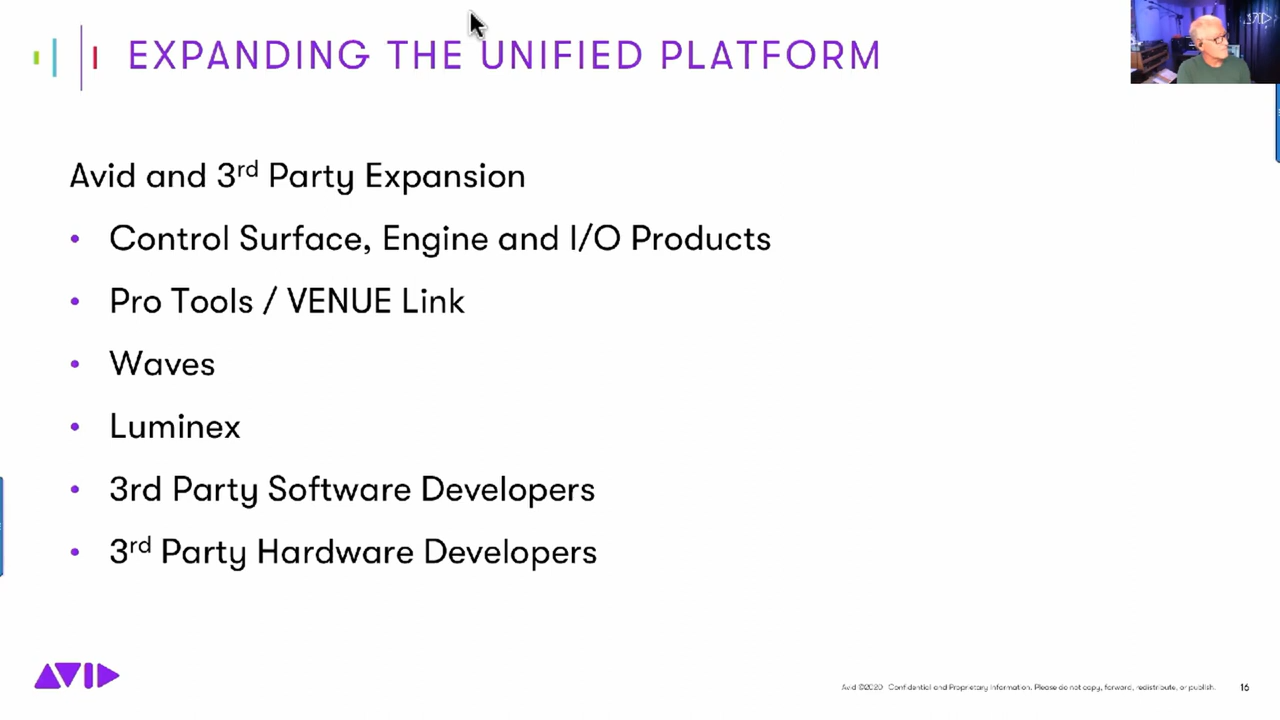 EXPANDING THE UNIFIED PLATFORM
Avid and 3rd Party Expansion
• Control Surface, Engine and I/O Products
• Pro Tools / VENUE Link
• Waves
• Luminex
• 3rd Party Software Developers
• 3rd Party Hardware Developers
AVID
Avid ©2020 Confidential and Proprietary Information. Please do not copy, forward, redistribute, or publish. 16